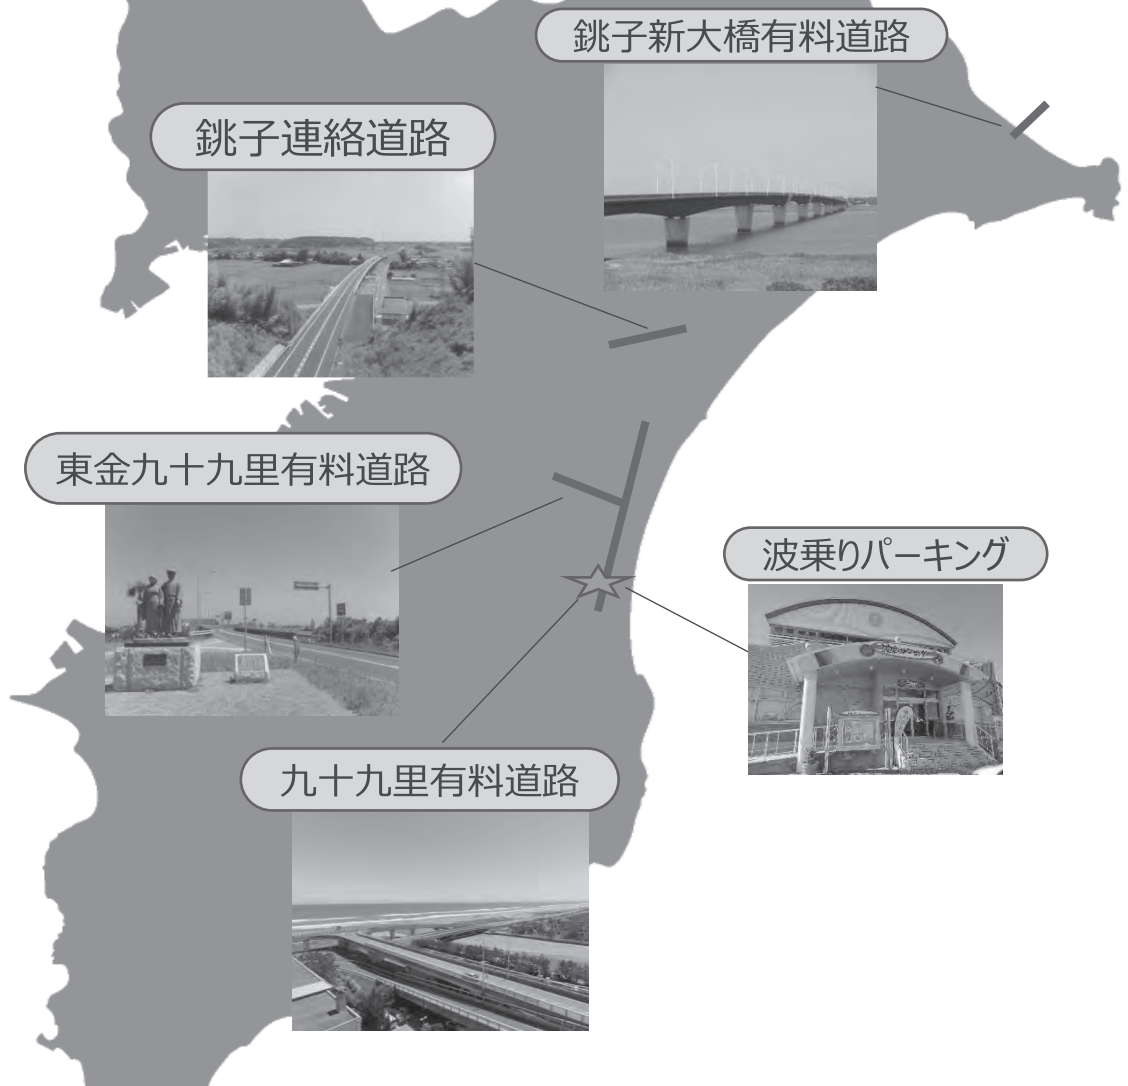 銚子新大橋有料道路
銚子連絡道路
東金九十九里有料道路
波乗りパーキング
九十九里有料道路